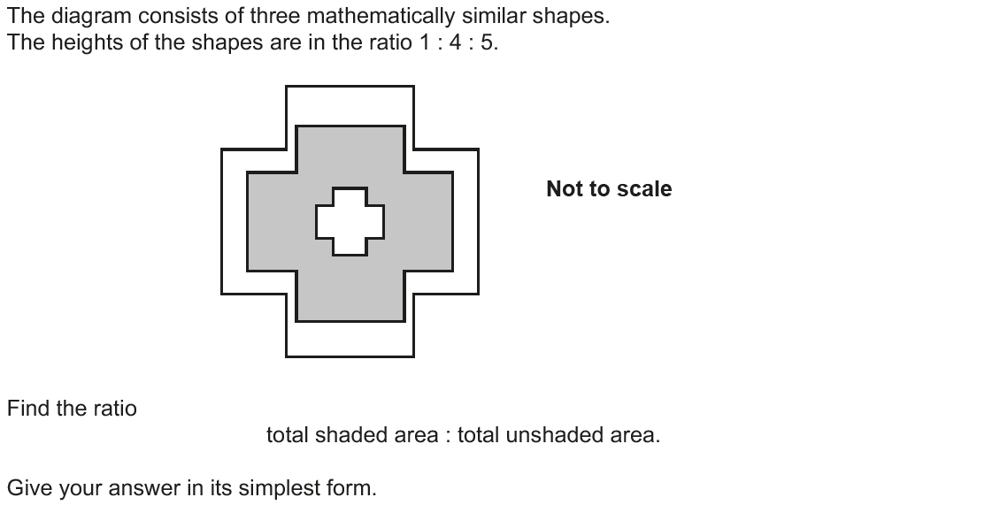 The diagram consists of three mathematically similar shapes.
The heights of the shapes are in the ratio 1 : 4 : 5.
Not to scale
Find the ratio
total shaded area : total unshaded area.
Give your answer in its simplest form.